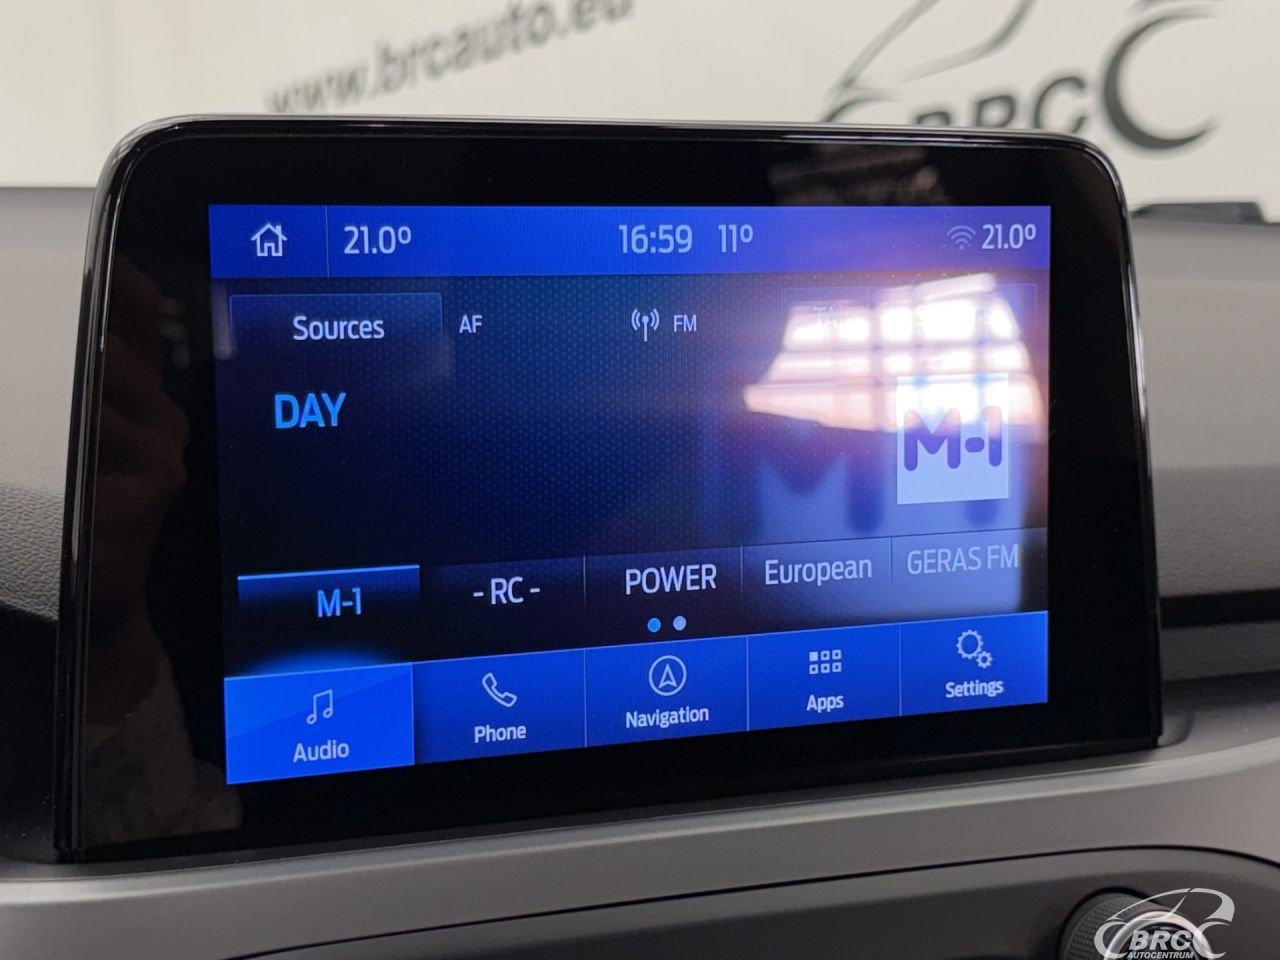 www.brcauto.eu
BRC
21.0°
16:59 11°
21.0°
Sources
AF
FM
TA
DAY
M-1
M-1
- RC -
POWER
European
GERAS FM
Audio
Phone
Navigation
Apps
Settings
BRC
AUTOCENTRUM